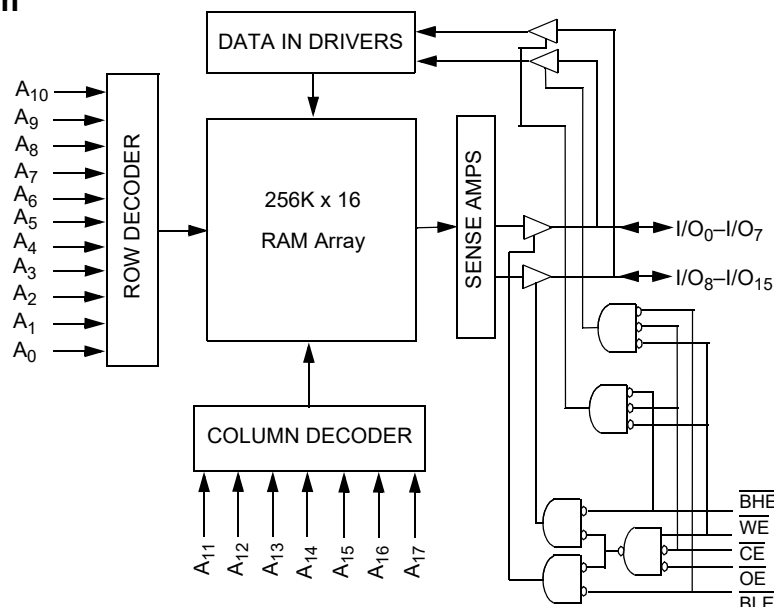 DATA IN DRIVERS
A10
A9
A8
A7
A6
A5
A4
A3
A2
A1
A0
ROW DECODER
256K x 16
RAM Array
SENSE AMPS
I/O0–I/O7
I/O8–I/O15
COLUMN DECODER
A11
A12
A13
A14
A15
A16
A17
BHE
WE
CE
OE
BLE